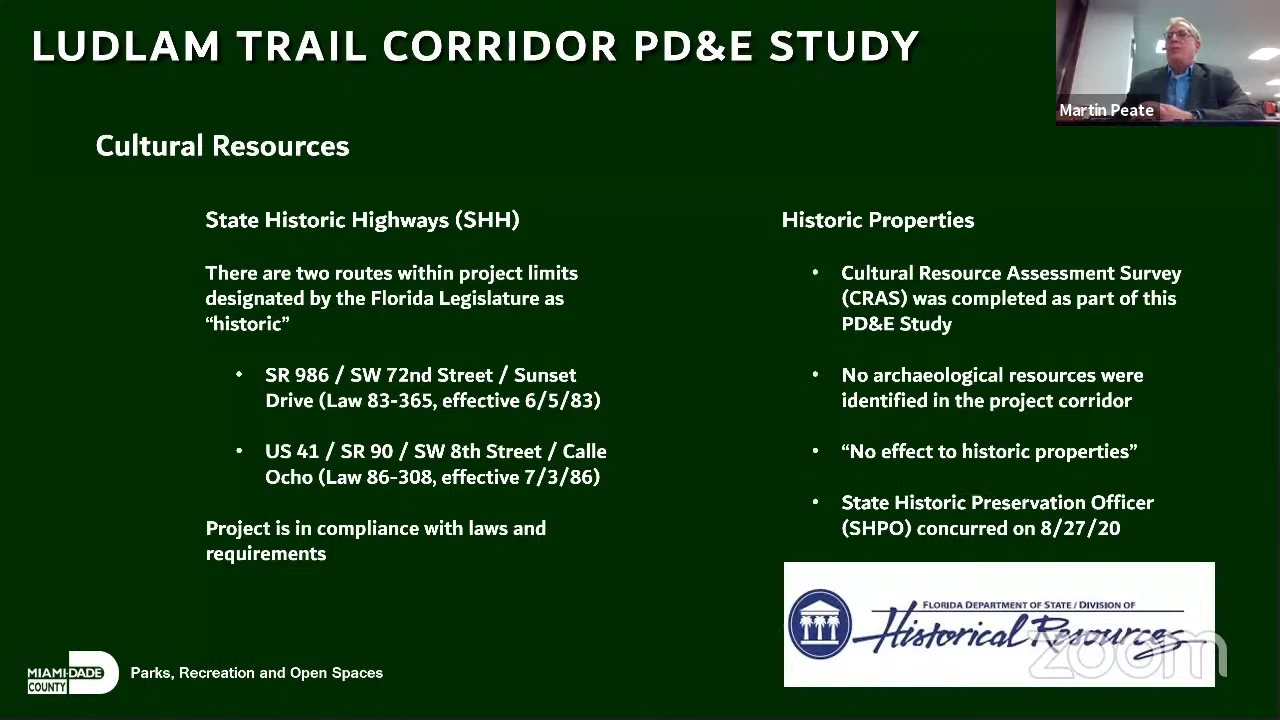 LUDLAM TRAIL CORRIDOR PD&E STUDY
Martin Peate
Cultural Resources
State Historic Highways (SHH)
There are two routes within project limits
designated by the Florida Legislature as
“historic”
• SR 986 / SW 72nd Street / Sunset
Drive (Law 83-365, effective 6/5/83)
• US 41 / SR 90 / SW 8th Street / Calle
Ocho (Law 86-308, effective 7/3/86)
Project is in compliance with laws and
requirements
Historic Properties
• Cultural Resource Assessment Survey
(CRAS) was completed as part of this
PD&E Study
• No archaeological resources were
identified in the project corridor
• “No effect to historic properties”
• State Historic Preservation Officer
(SHPO) concurred on 8/27/20
FLORIDA DEPARTMENT OF STATE / DIVISION OF
Historical Resources
zoom
MIAMI-DADE
COUNTY
Parks, Recreation and Open Spaces